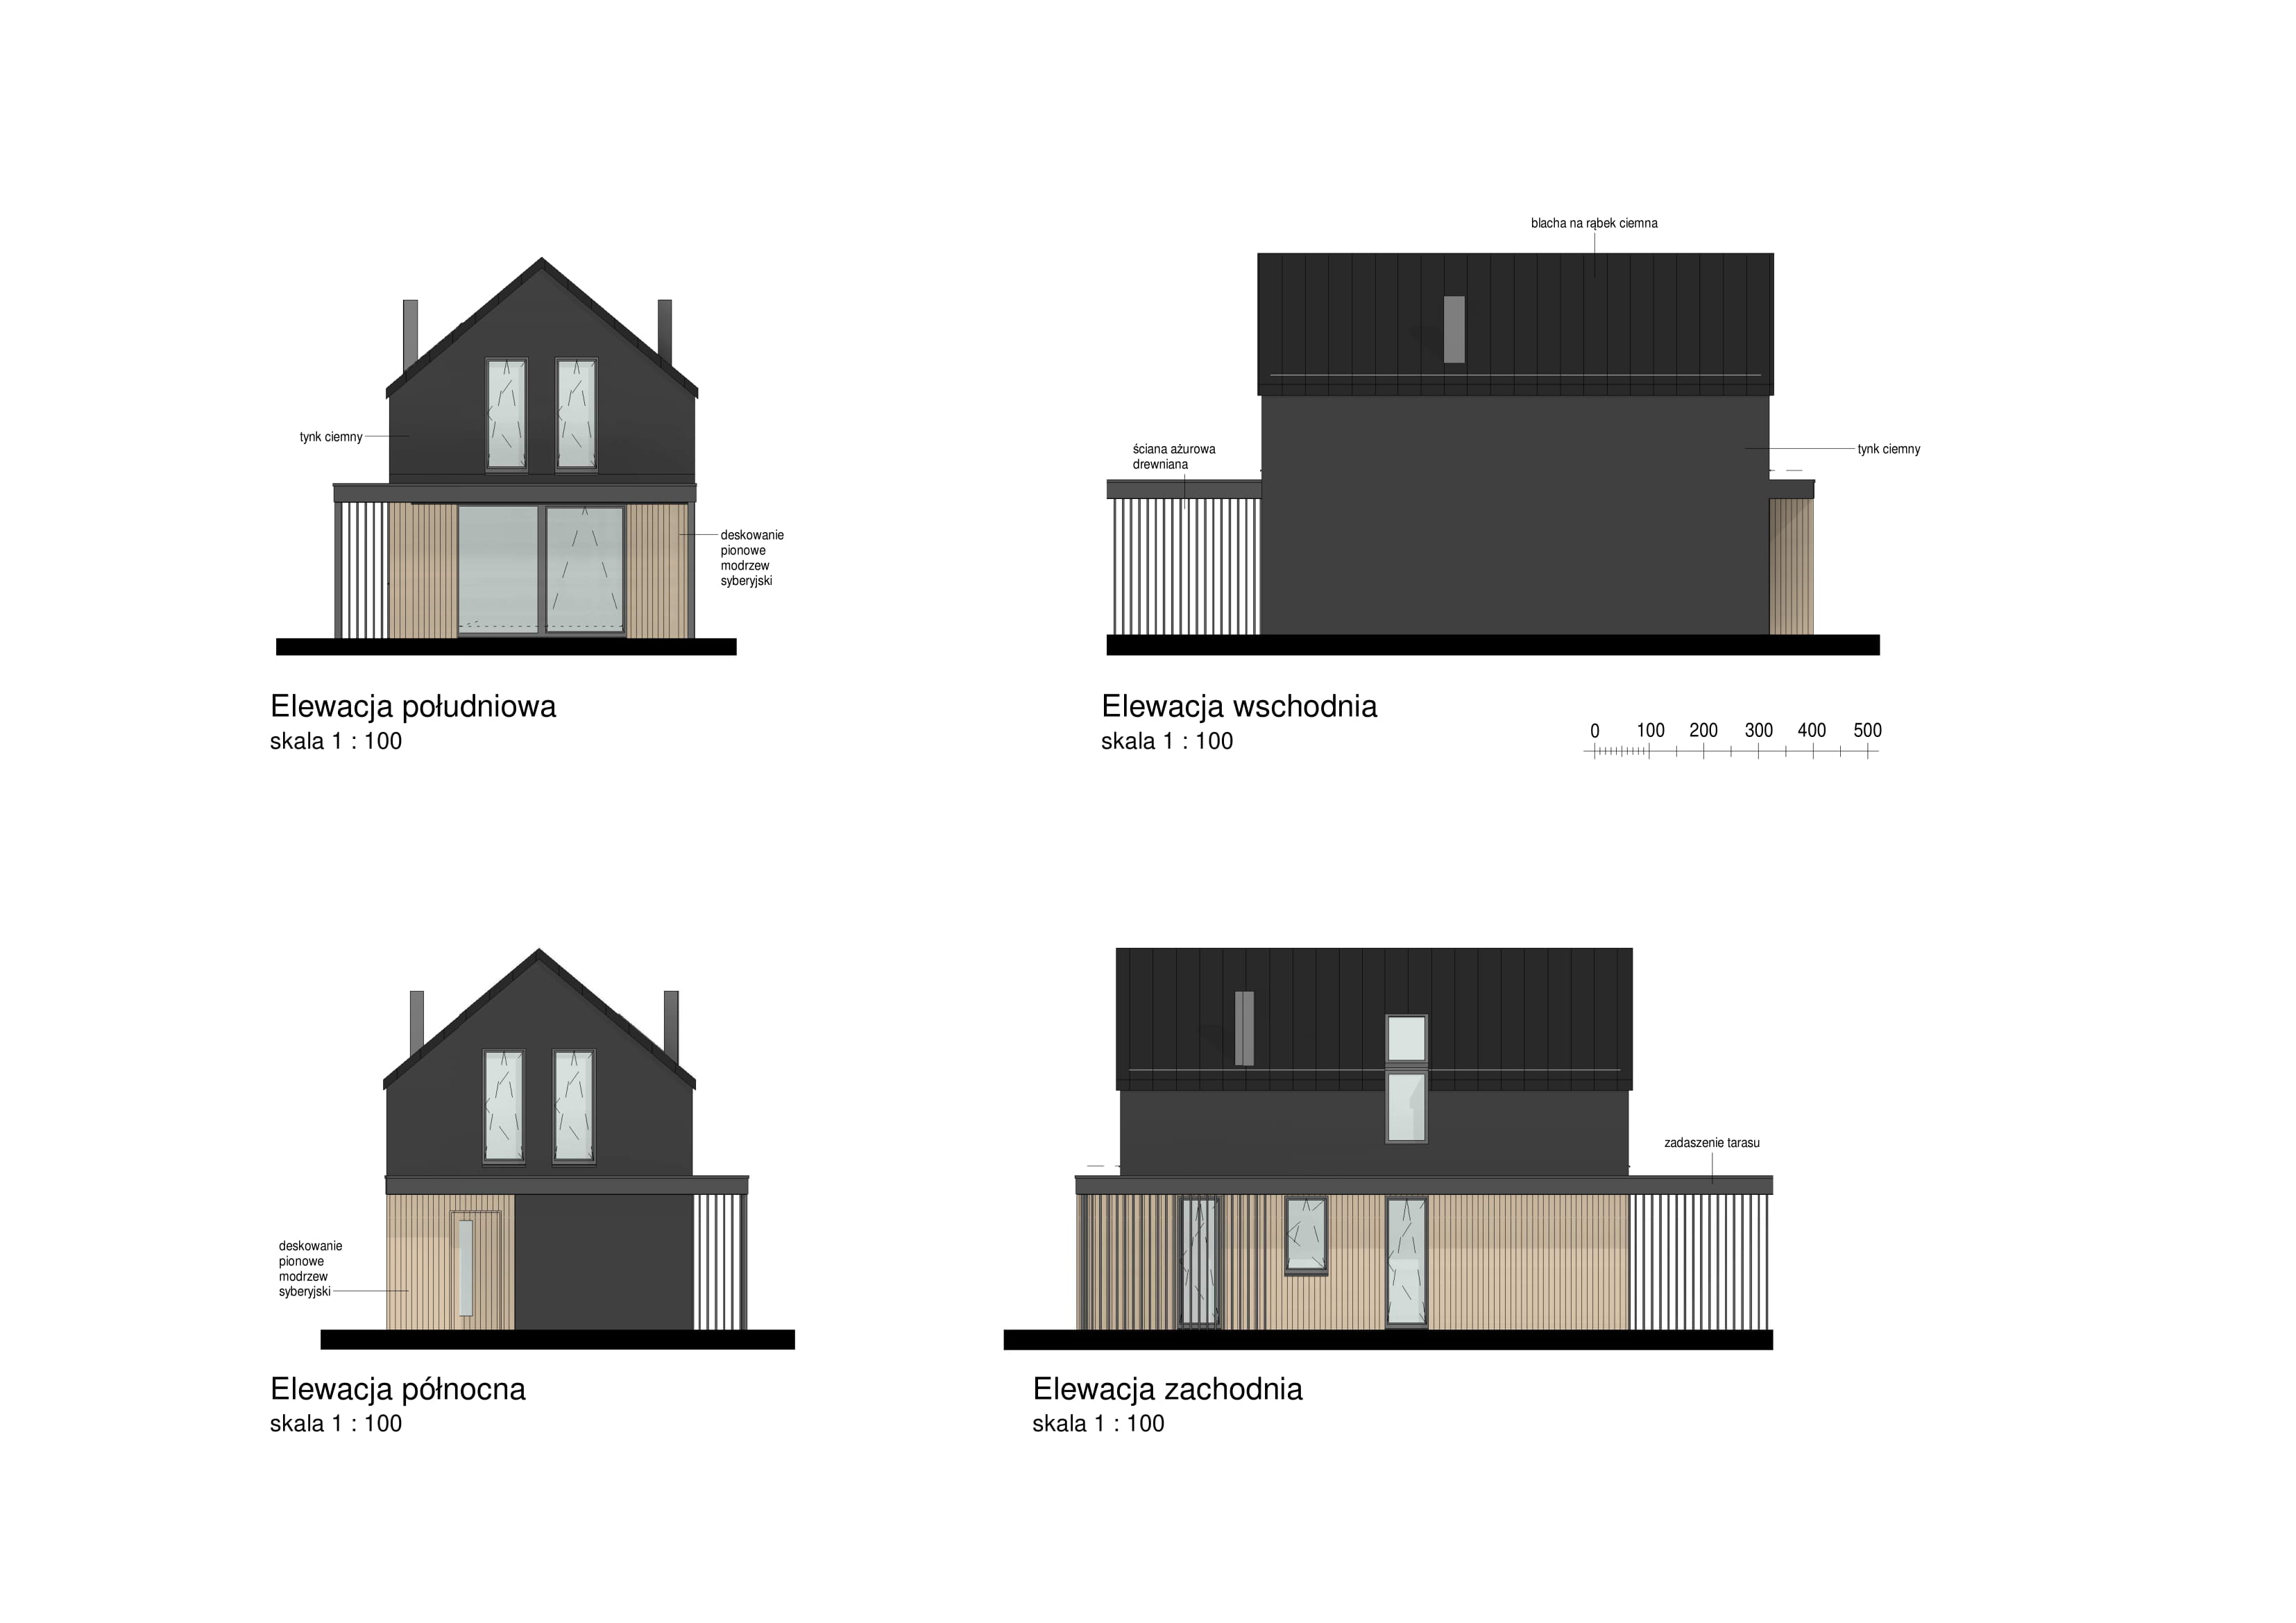 blacha na rąbek ciemna
tynk ciemny
deskowanie
pionowe
modrzew
syberyjski
ściana ażurowa
drewniana
tynk ciemny
Elewacja południowa
skala 1 : 100
Elewacja wschodnia
skala 1 : 100
0 100 200 300 400 500
deskowanie
pionowe
modrzew
syberyjski
zadaszenie tarasu
Elewacja północna
skala 1 : 100
Elewacja zachodnia
skala 1 : 100